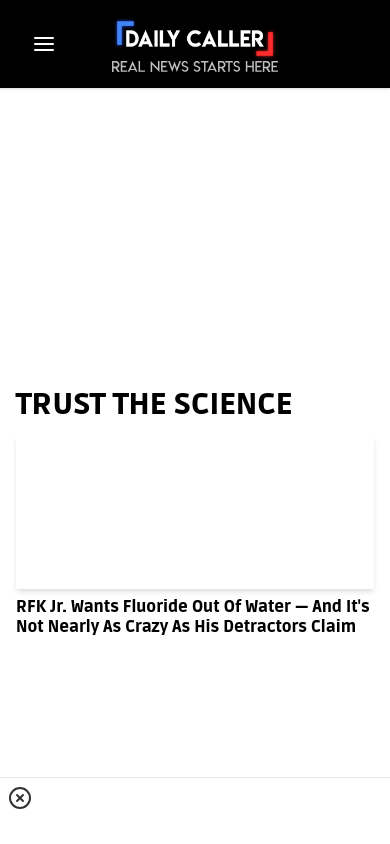 DAILY CALLER
REAL NEWS STARTS HERE
TRUST THE SCIENCE
RFK Jr. Wants Fluoride Out Of Water — And It's
Not Nearly As Crazy As His Detractors Claim